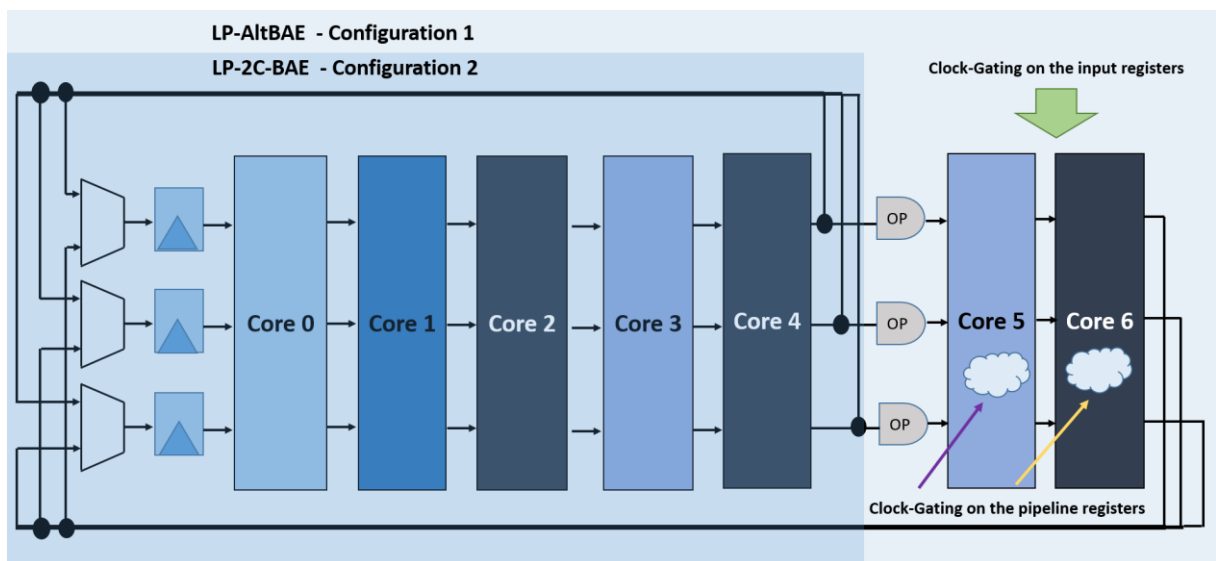 LP-AltBAE - Configuration 1
LP-2C-BAE - Configuration 2
Clock-Gating on the input registers
OP
Core 0
Core 1
Core 2
Core 3
Core 4
OP
Core 5
Core 6
OP
Clock-Gating on the pipeline registers